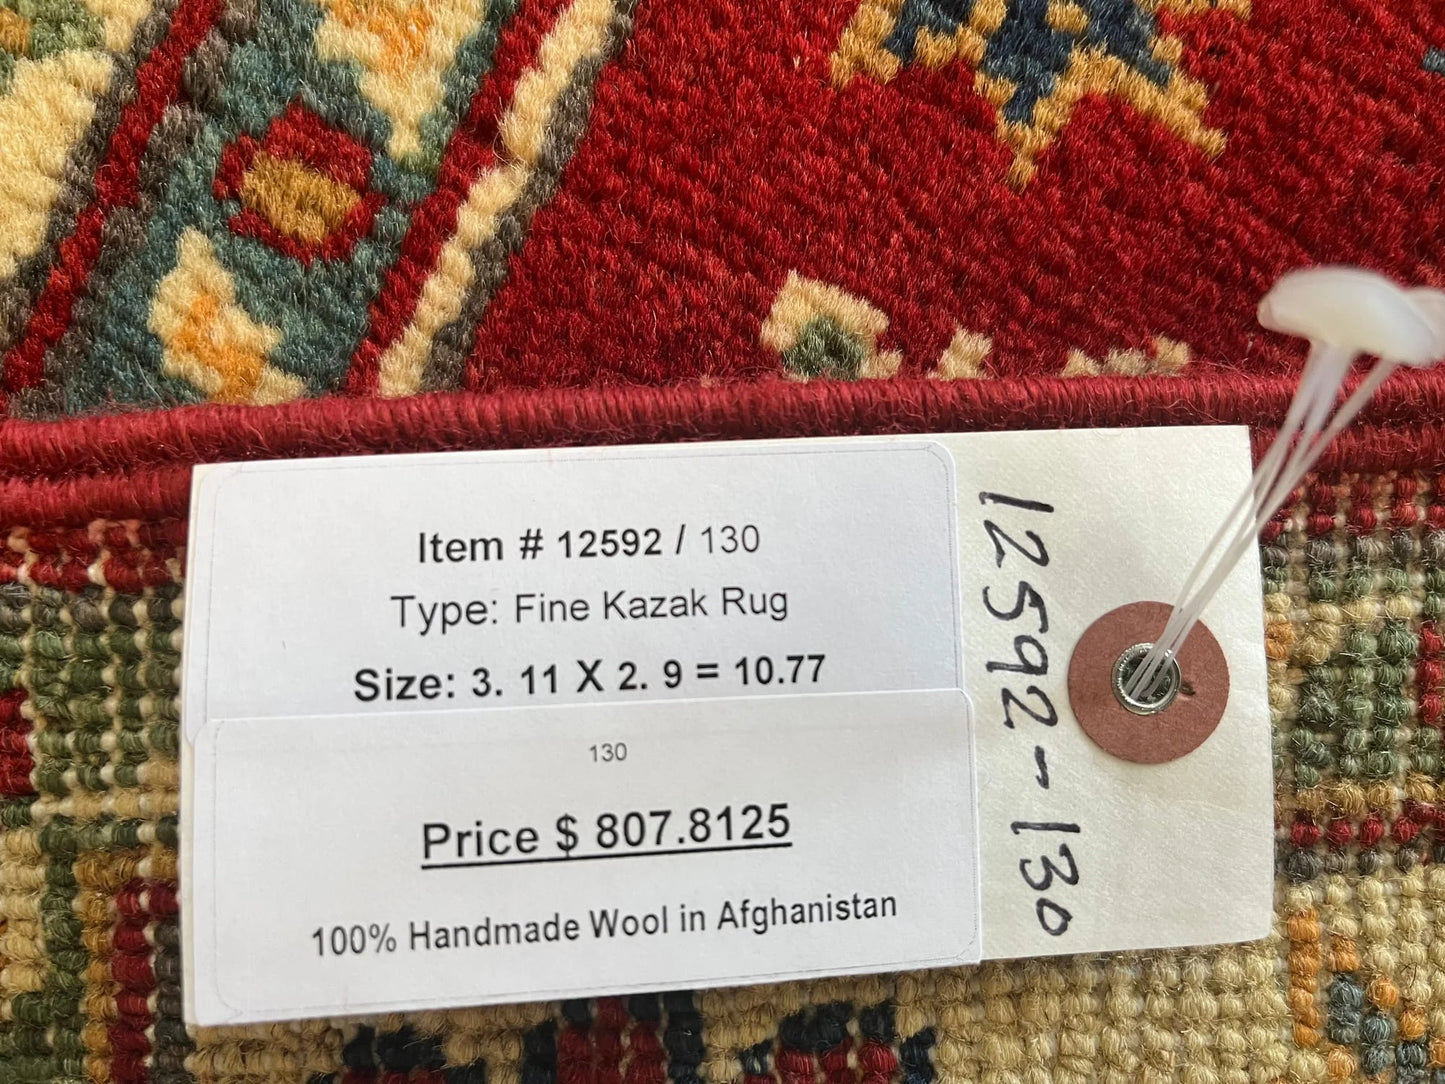 Item # 12592 / 130
Type: Fine Kazak Rug
Size: 3. 11 X 2. 9 = 10.77
130
Price $ 807.8125
100% Handmade Wool in Afghanistan
12592-130